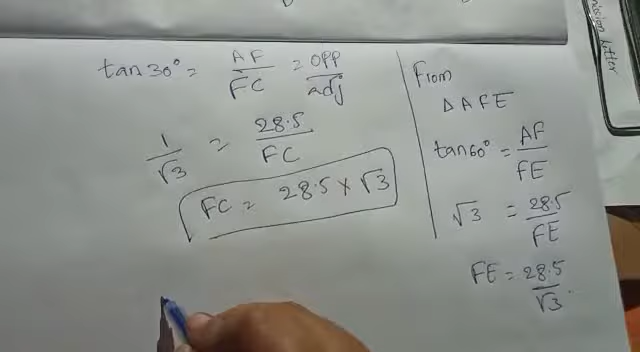 tan 30° = AF/FC = opp/adj
1/√3 = 28.5/FC
FC = 28.5 × √3
From
Δ AFE
tan 60° = AF/FE
√3 = 28.5/FE
FE = 28.5/√3